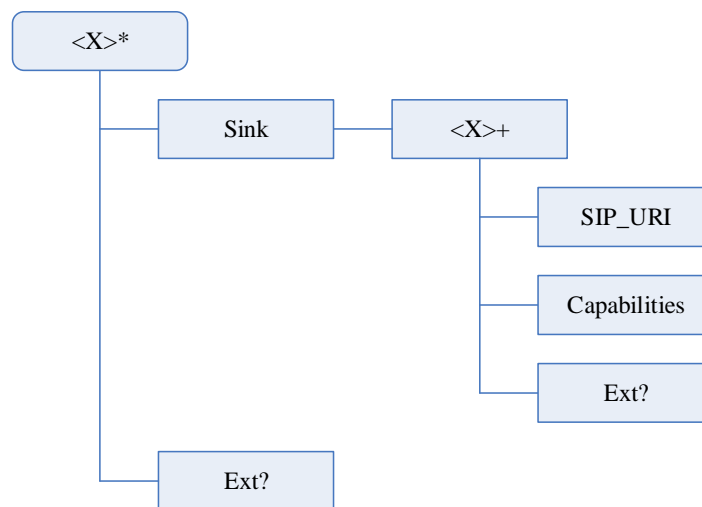 <X>*
Sink
<X>+
SIP_URI
Capabilities
Ext?
Ext?